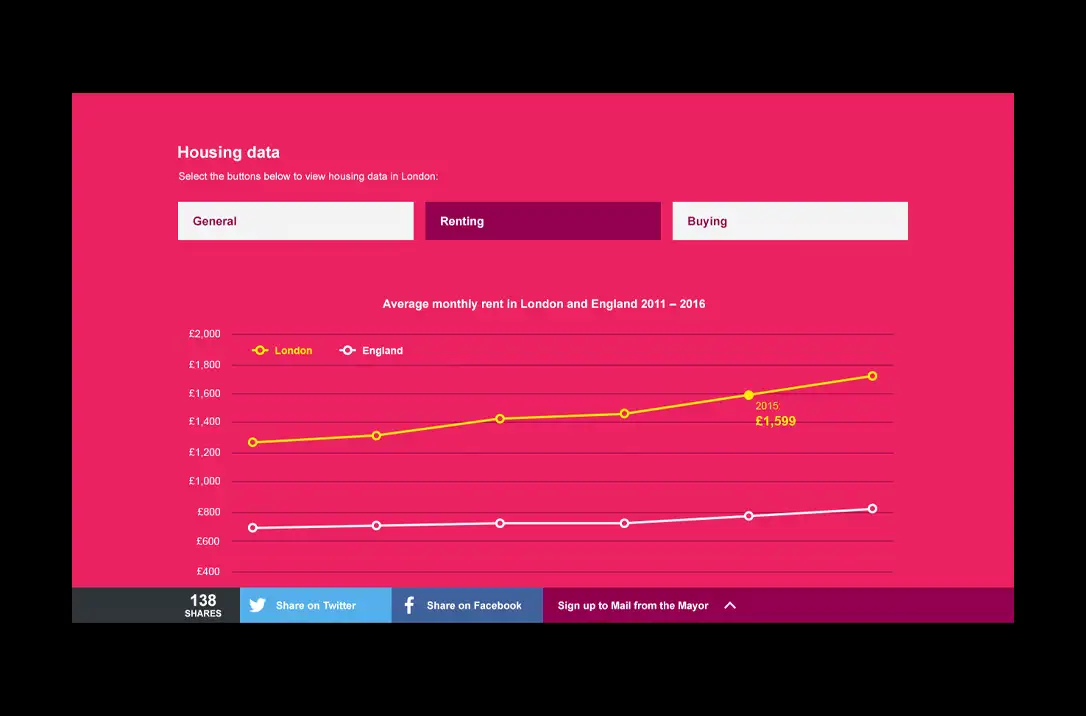 Housing data
Select the buttons below to view housing data in London:
General
Renting
Buying
Average monthly rent in London and England 2011 – 2016
£2,000
London
England
£1,800
£1,600
2015
£1,599
£1,400
£1,200
£1,000
£800
£600
£400
138
SHARES
Share on Twitter
Share on Facebook
Sign up to Mail from the Mayor